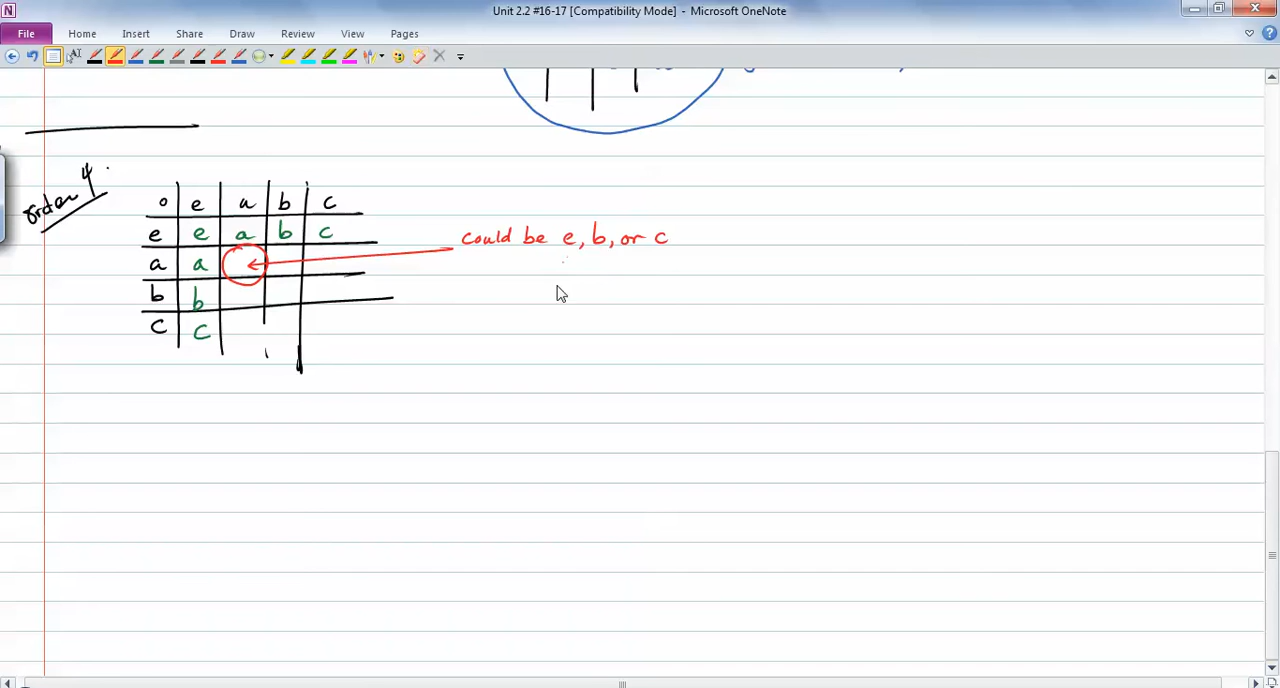 Unit 2.2 #16-17 [Compatibility Mode] - Microsoft OneNote
File Home Insert Share Draw Review View Pages
order 4
o e a b c
e e a b c
a a
b b
c c
could be e, b, or c